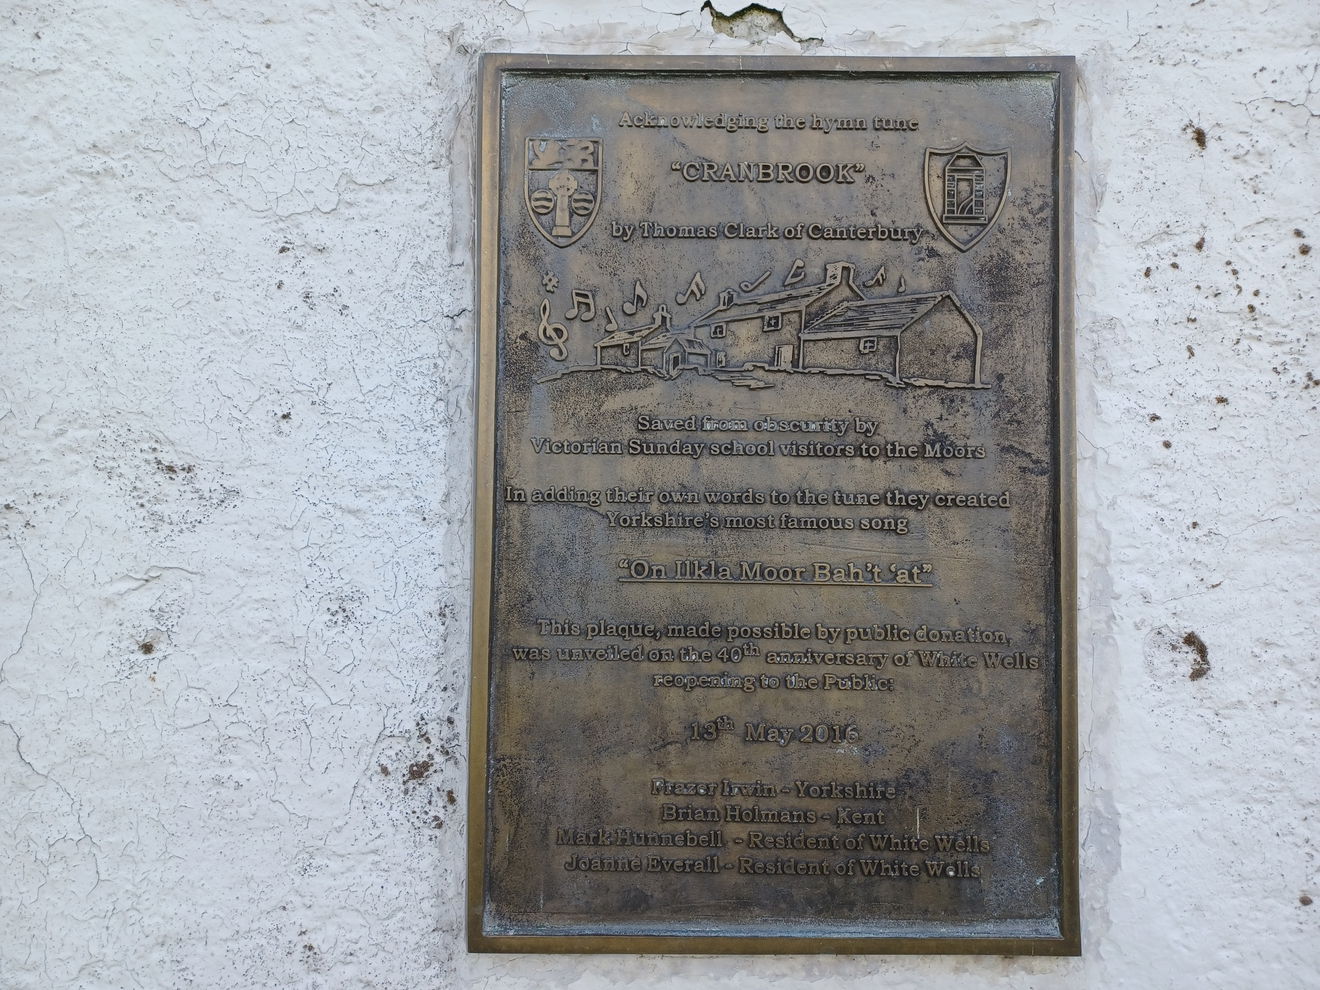 Acknowledging the hymn tune
“CRANBROOK”
by Thomas Clark of Canterbury
Saved from obscurity by
Victorian Sunday school visitors to the Moors
In adding their own words to the tune they created
Yorkshire's most famous song
“On Ilkla Moor Bah't ‘at”
This plaque, made possible by public donation,
was unveiled on the 40th anniversary of White Wells
reopening to the Public:
13th May 2016
Frazer Irwin - Yorkshire
Brian Holmans - Kent
Mark Hunnebell - Resident of White Wells
Joanne Everall - Resident of White Wells